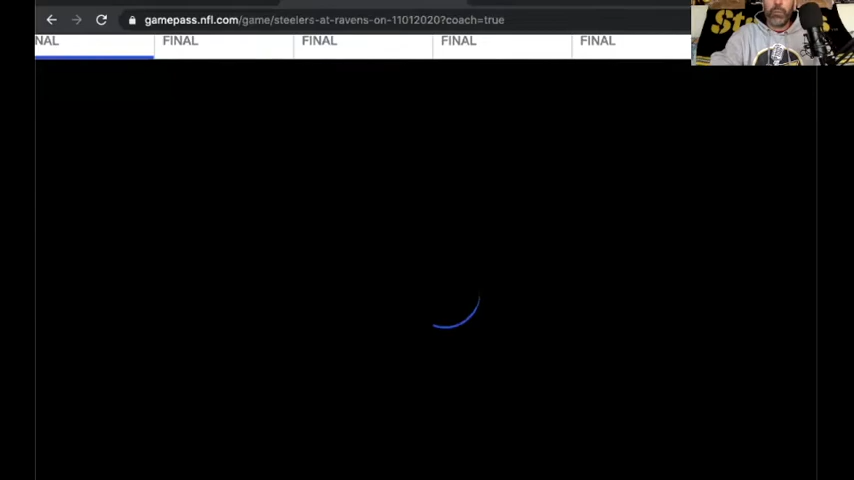 gamepass.nfl.com/game/steelers-at-ravens-on-11012020?coach=true
NAL FINAL FINAL FINAL FINAL